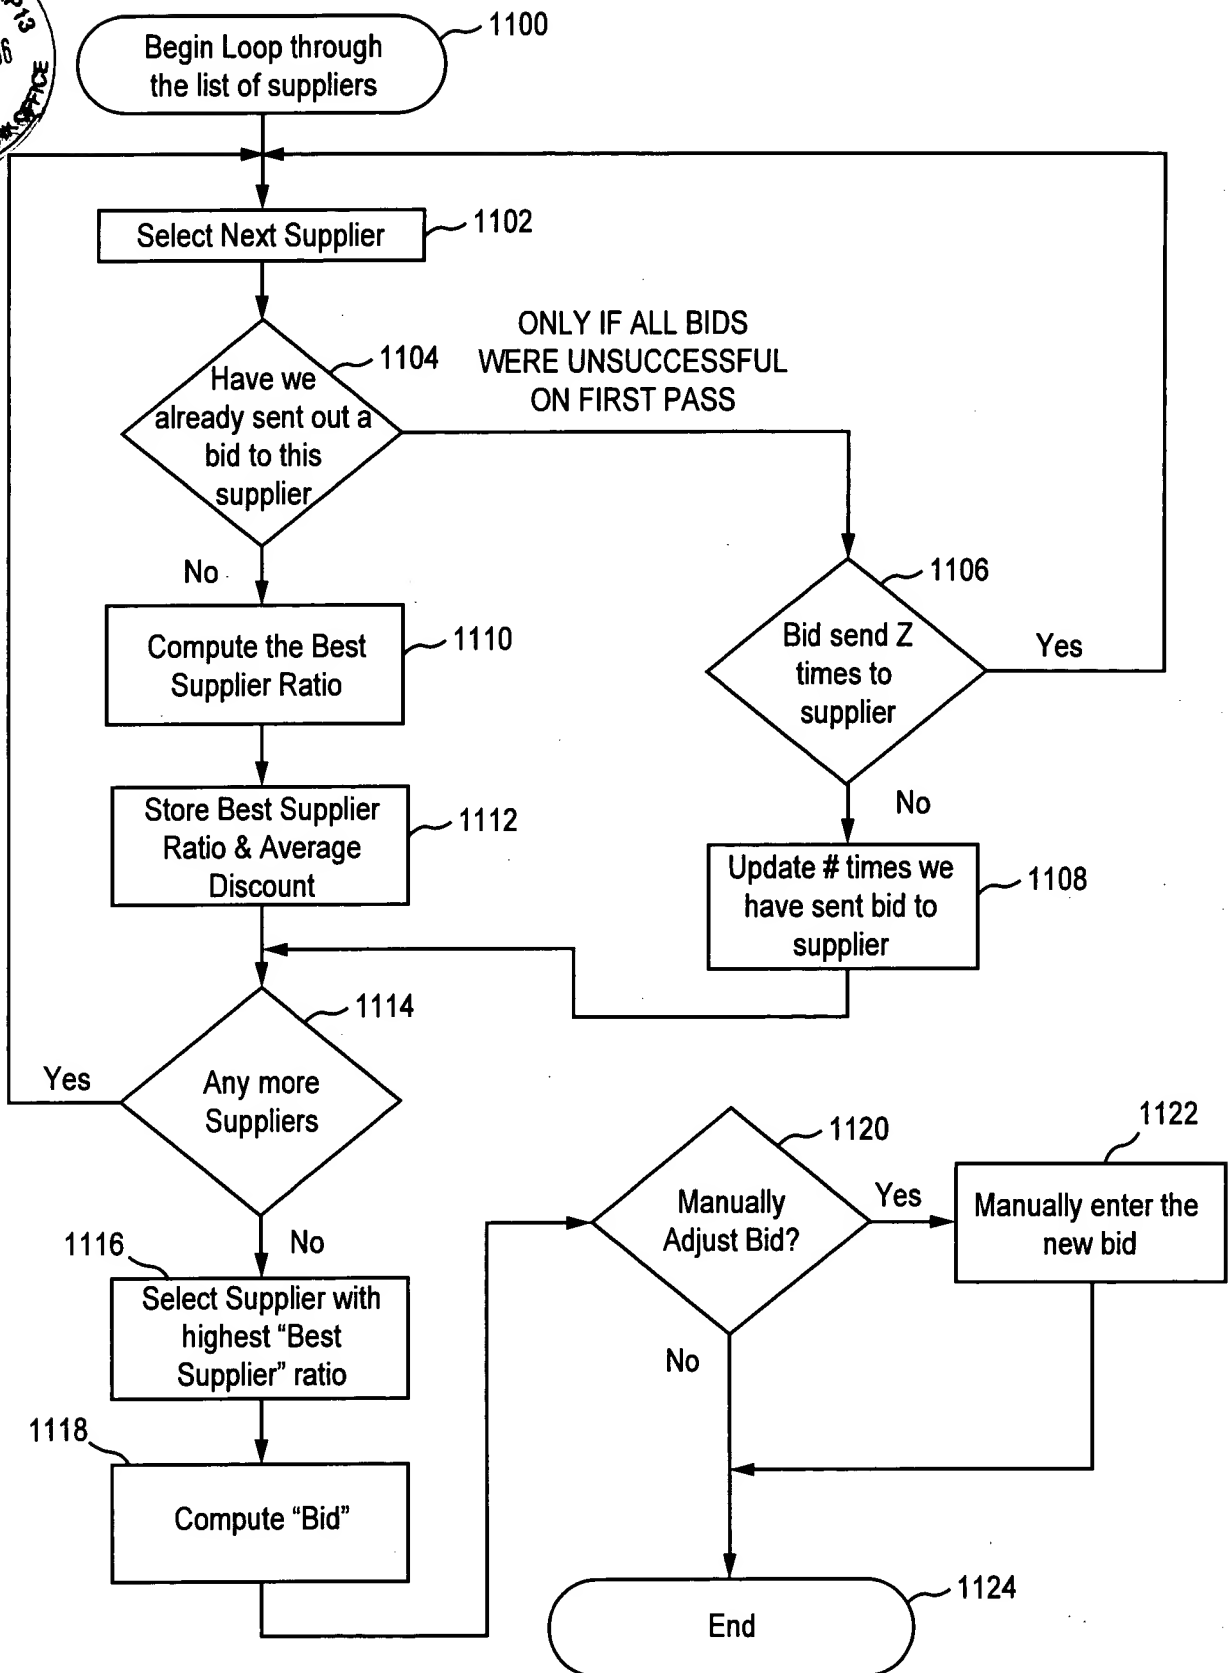 P13
6
OFFICE
Begin Loop through
the list of suppliers
1100
Select Next Supplier
1102
Have we
already sent out a
bid to this
supplier
1104
ONLY IF ALL BIDS
WERE UNSUCCESSFUL
ON FIRST PASS
No
Bid send Z
times to
supplier
1106
Yes
No
Compute the Best
Supplier Ratio
1110
Store Best Supplier
Ratio & Average
Discount
1112
Update # times we
have sent bid to
supplier
1108
Any more
Suppliers
1114
Yes
No
1116
Select Supplier with
highest “Best
Supplier” ratio
1118
Compute “Bid”
Manually
Adjust Bid?
1120
Yes
1122
Manually enter the
new bid
No
End
1124